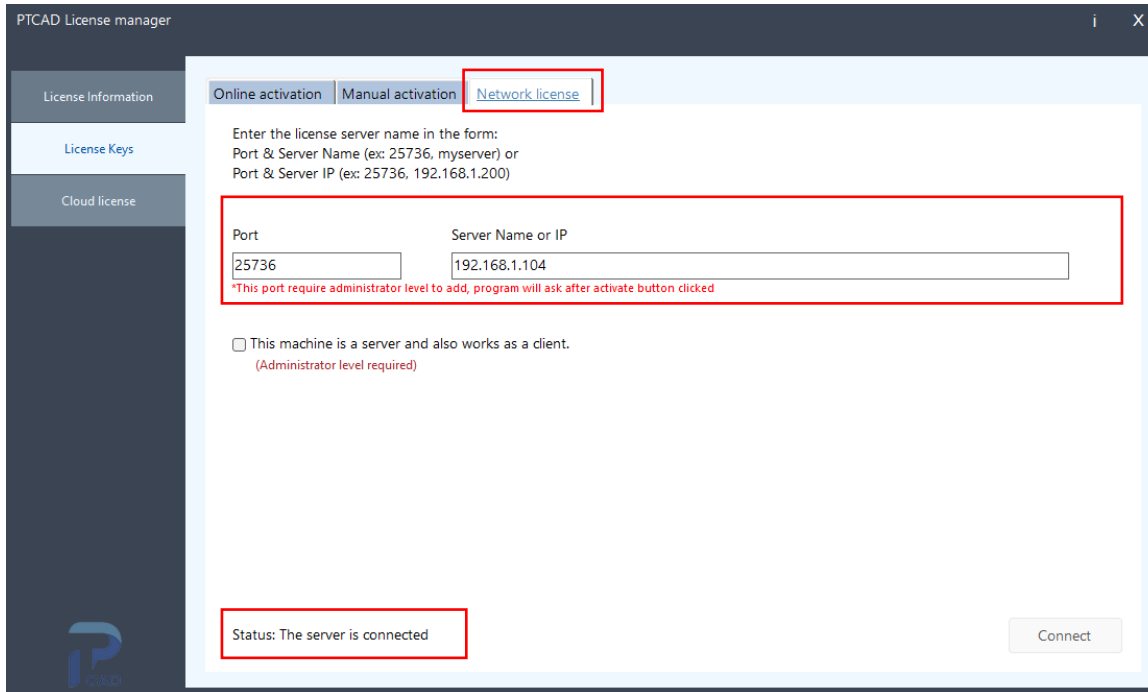 PTCAD License manager
i
X
License Information
License Keys
Cloud license
Online activation
Manual activation
Network license
Enter the license server name in the form:
Port & Server Name (ex: 25736, myserver) or
Port & Server IP (ex: 25736, 192.168.1.200)
Port
Server Name or IP
25736
192.168.1.104
*This port require administrator level to add, program will ask after activate button clicked
This machine is a server and also works as a client.
(Administrator level required)
Status: The server is connected
Connect